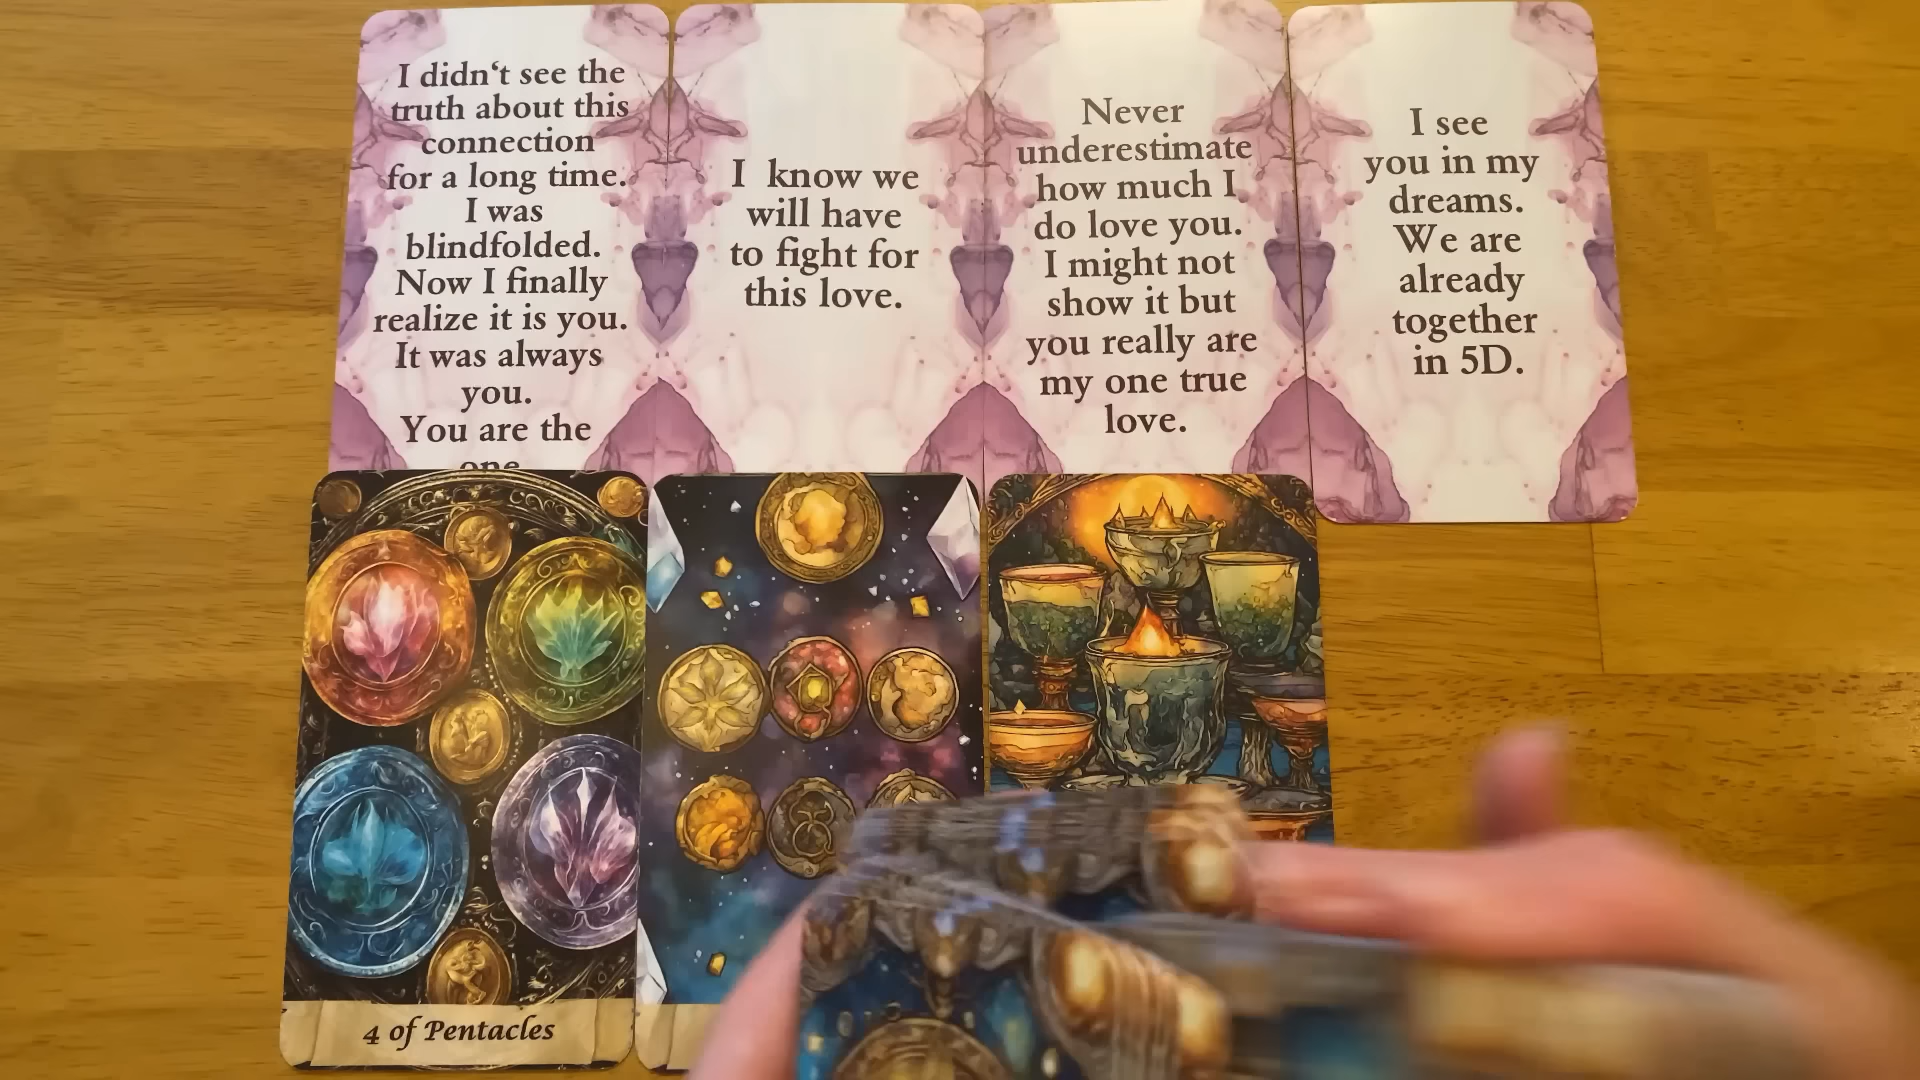 I didn't see the
truth about this
connection
for a long time.
I was
blindfolded.
Now I finally
realize it is you.
It was always
you.
You are the
one
I know we
will have
to fight for
this love.
Never
underestimate
how much I
do love you.
I might not
show it but
you really are
my one true
love.
I see
you in my
dreams.
We are
already
together
in 5D.
4 of Pentacles